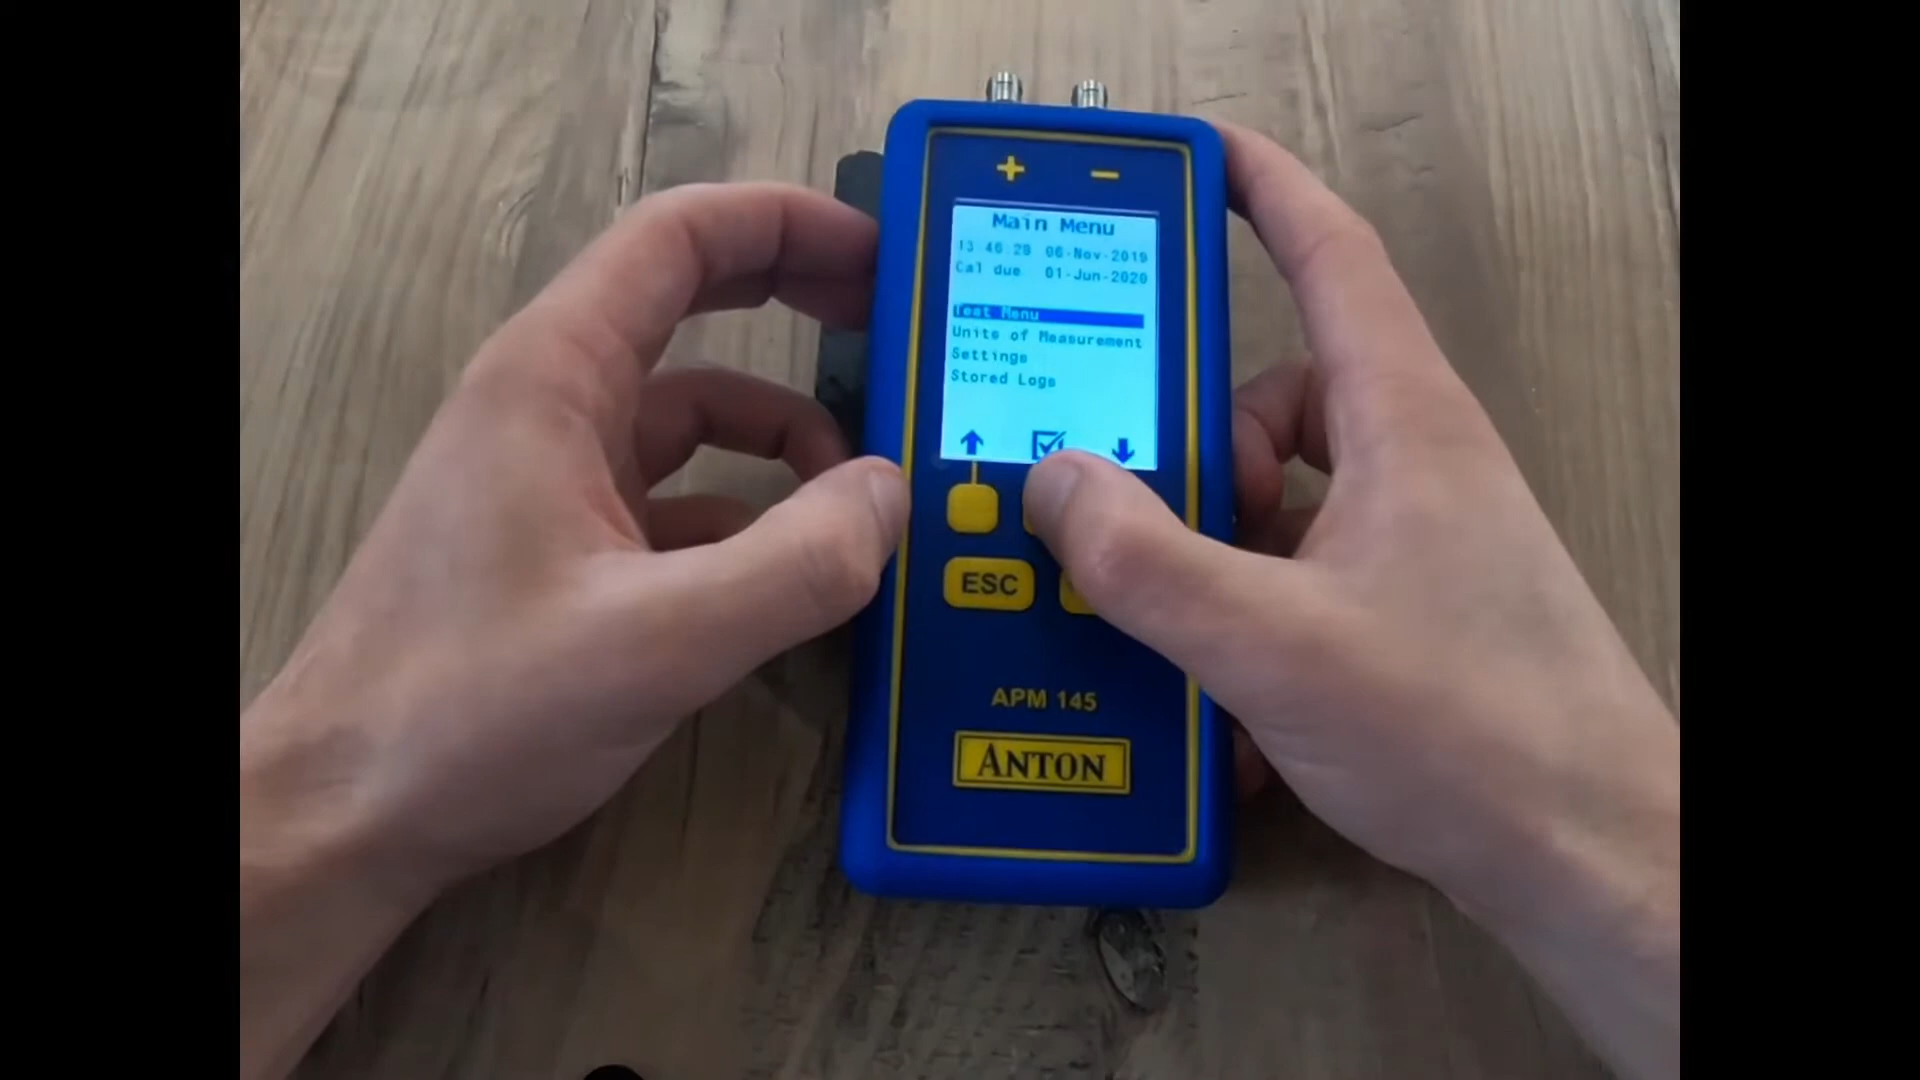 + −
Main Menu
13:46:29 06-Nov-2019
Cal due 01-Jun-2020
Test Menu
Units of Measurement
Settings
Stored Logs
ESC
APM 145
ANTON